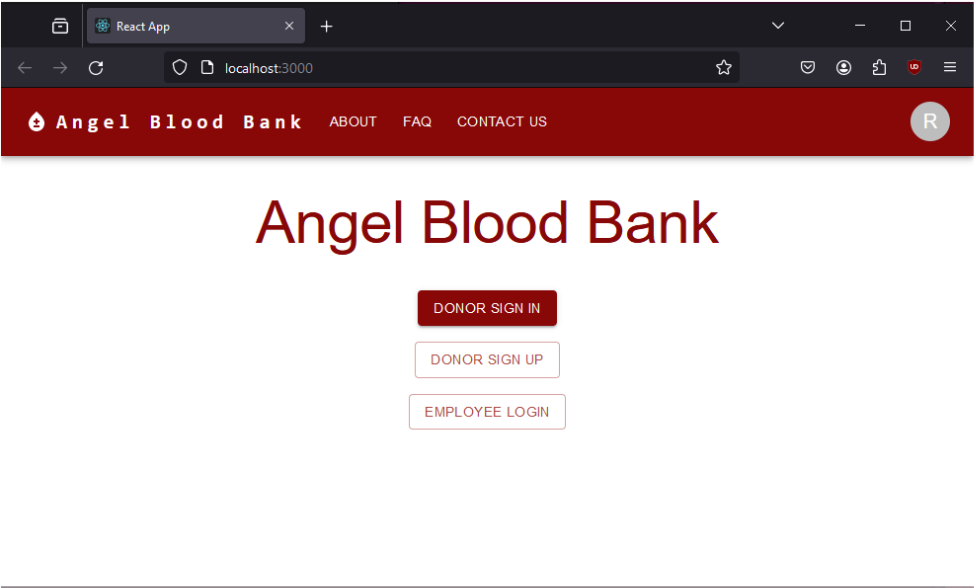 React App
localhost:3000
UD
Angel Blood Bank ABOUT FAQ CONTACT US R
Angel Blood Bank
DONOR SIGN IN
DONOR SIGN UP
EMPLOYEE LOGIN